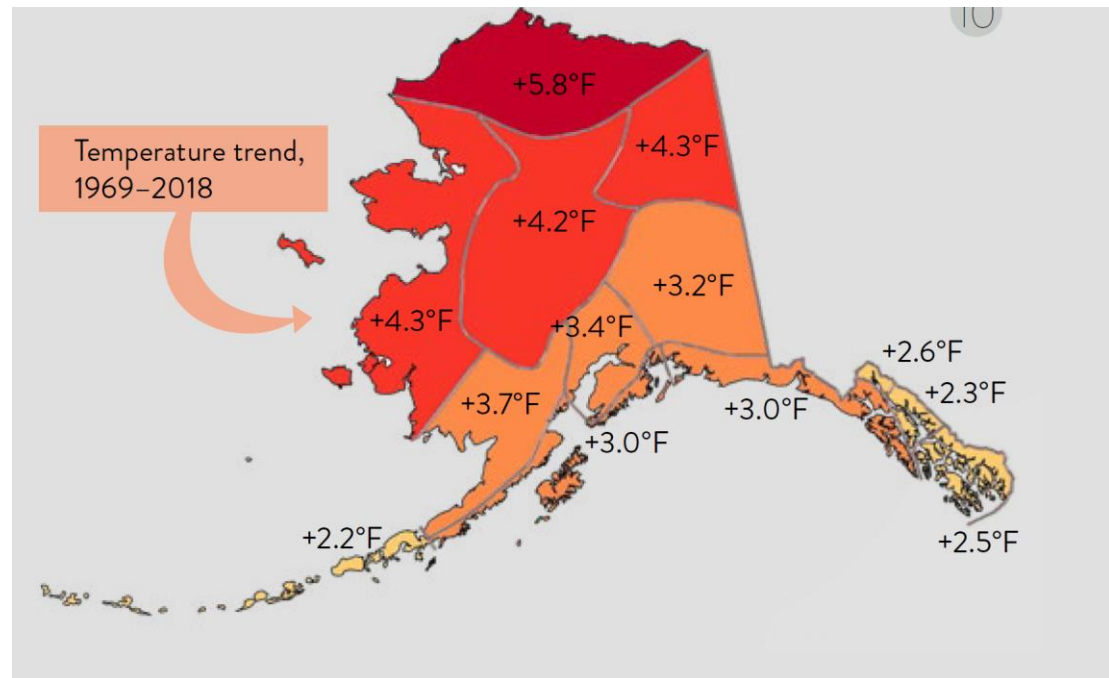 10
+5.8°F
+4.3°F
Temperature trend,
1969–2018
+4.2°F
+3.2°F
+4.3°F
+3.4°F
+2.6°F
+2.3°F
+3.7°F
+3.0°F
+3.0°F
+2.2°F
+2.5°F